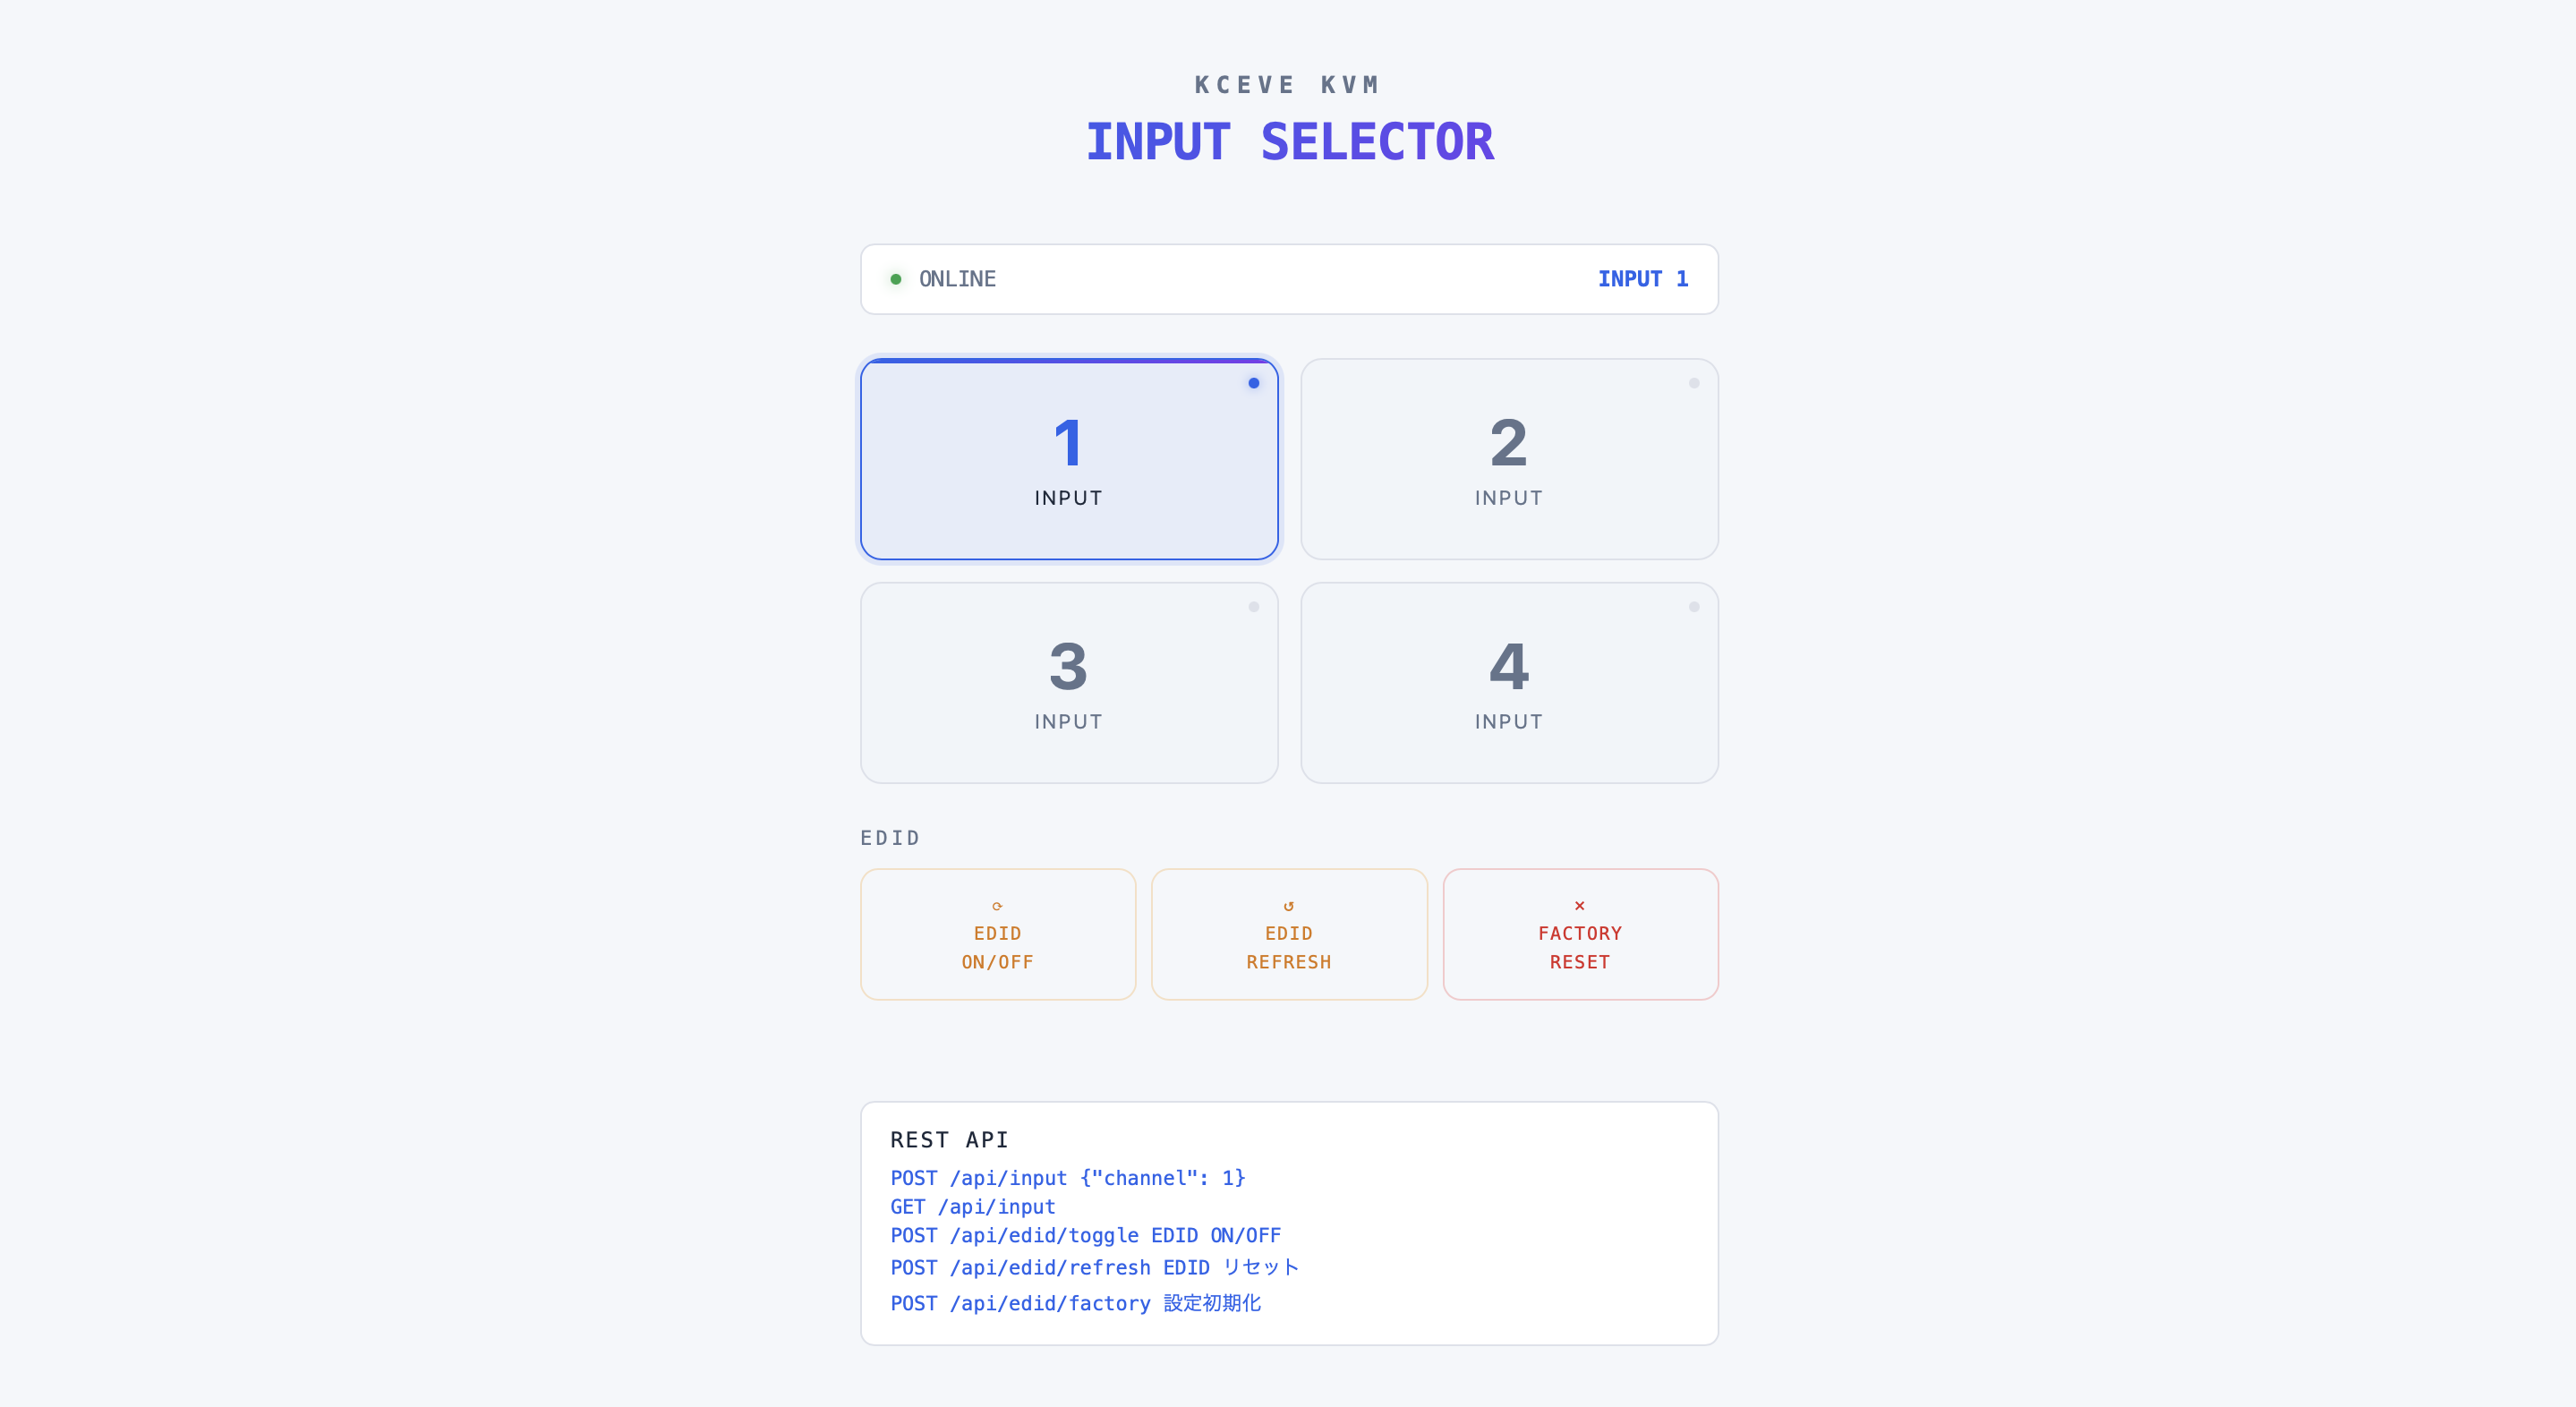 KCEVE KVM
INPUT SELECTOR
ONLINE
INPUT 1
1
INPUT
2
INPUT
3
INPUT
4
INPUT
EDID
⟳
EDID
ON/OFF
↺
EDID
REFRESH
✕
FACTORY
RESET
REST API
POST /api/input {"channel": 1}
GET /api/input
POST /api/edid/toggle EDID ON/OFF
POST /api/edid/refresh EDID リセット
POST /api/edid/factory 設定初期化